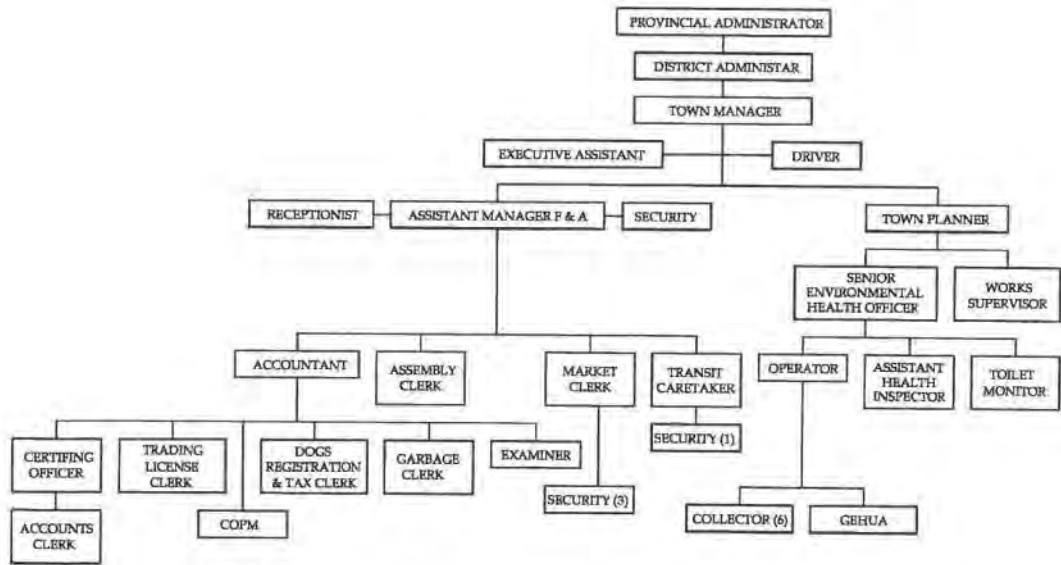 PROVINCIAL ADMINISTRATOR
DISTRICT ADMINISTAR
TOWN MANAGER
EXECUTIVE ASSISTANT
DRIVER
RECEPTIONIST
ASSISTANT MANAGER F & A
SECURITY
TOWN PLANNER
SENIOR
ENVIRONMENTAL
HEALTH OFFICER
WORKS
SUPERVISOR
ACCOUNTANT
ASSEMBLY
CLERK
MARKET
CLERK
TRANSIT
CARETAKER
OPERATOR
ASSISTANT
HEALTH
INSPECTOR
TOILET
MONITOR
CERTIFING
OFFICER
TRADING
LICENSE
CLERK
DOGS
REGISTRATION
& TAX CLERK
GARBAGE
CLERK
EXAMINER
SECURITY (1)
SECURITY (3)
ACCOUNTS
CLERK
COPM
COLLECTOR (6)
GEHUA